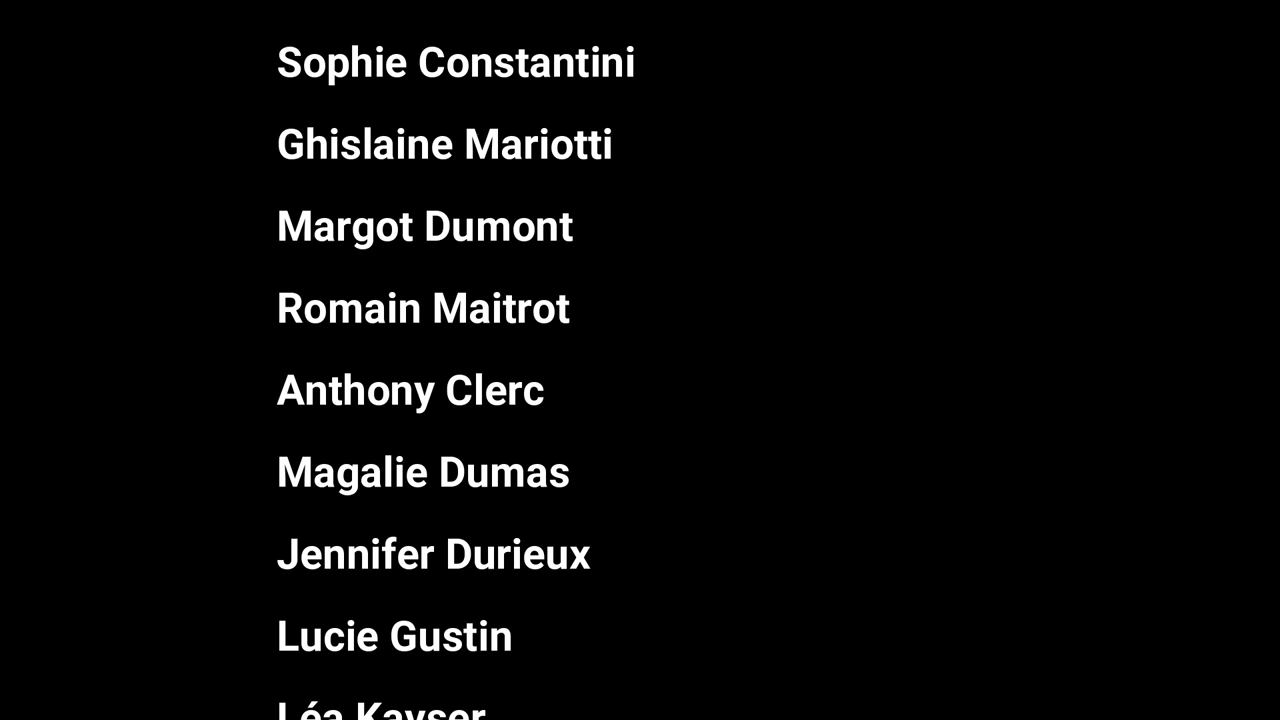 Sophie Constantini
Ghislaine Mariotti
Margot Dumont
Romain Maitrot
Anthony Clerc
Magalie Dumas
Jennifer Durieux
Lucie Gustin
Léa Kayser